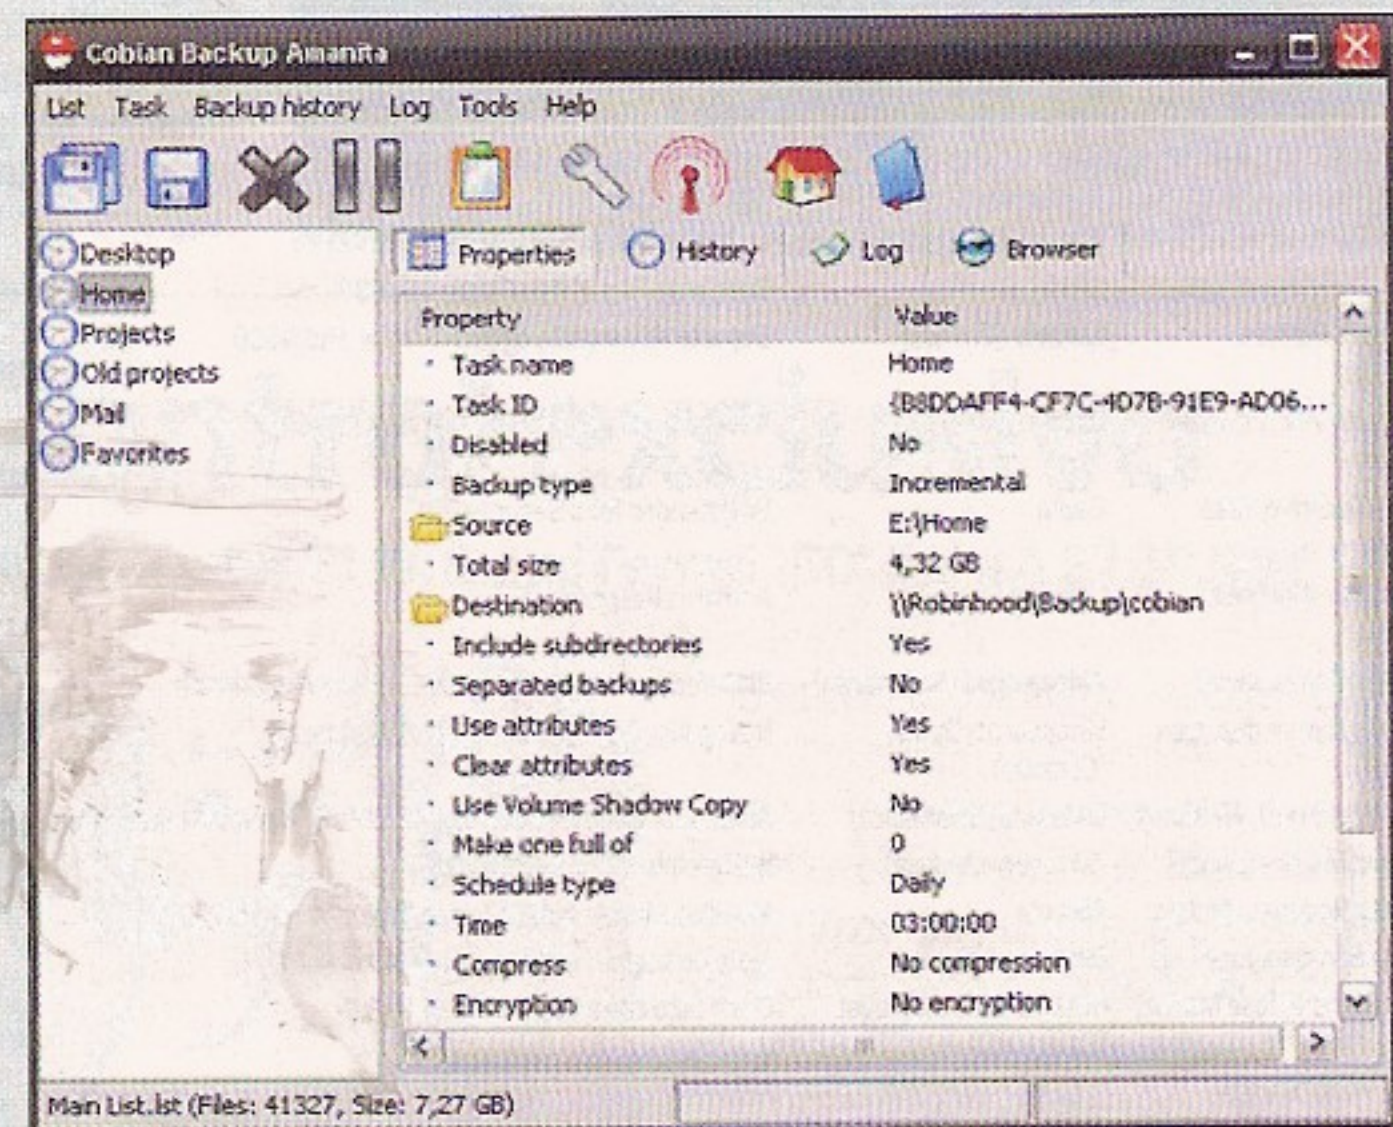 Cobian Backup Amanita
List Task Backup history Log Tools Help
Desktop
Home
Projects
Old projects
Mail
Favorites
Properties History Log Browser
Property Value
Task name Home
Task ID {B8DDAFF4-CF7C-4D7B-91E9-AD06...
Disabled No
Backup type Incremental
Source E:\Home
Total size 4,32 GB
Destination \\Robinhood\Backup\cobian
Include subdirectories Yes
Separated backups No
Use attributes Yes
Clear attributes Yes
Use Volume Shadow Copy No
Make one full of 0
Schedule type Daily
Time 03:00:00
Compress No compression
Encryption No encryption
Main List.lst (Files: 41327, Size: 7,27 GB)